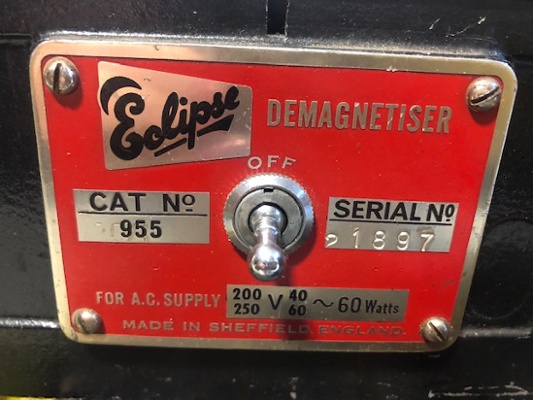 Eclipse
DEMAGNETISER
OFF
CAT Nº
955
SERIAL Nº
21897
FOR A.C. SUPPLY 200 250 V 40 60 ~ 60 Watts
MADE IN SHEFFIELD, ENGLAND.